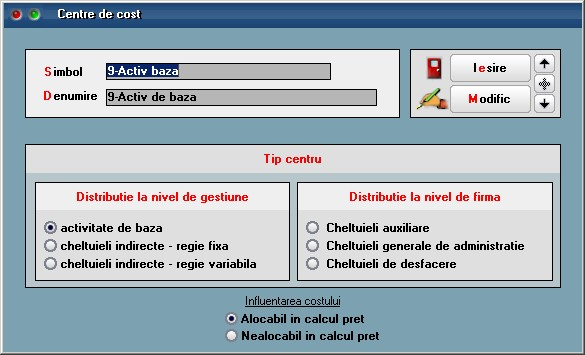 Centre de cost
Simbol 9-Activ baza
Denumire 9-Activ de baza
Iesire
Modific
Tip centru
Distributie la nivel de gestiune
activitate de baza
cheltuieli indirecte - regie fixa
cheltuieli indirecte - regie variabila
Distributie la nivel de firma
Cheltuieli auxiliare
Cheltuieli generale de administratie
Cheltuieli de desfacere
Influentarea costului
Alocabil in calcul pret
Nealocabil in calcul pret